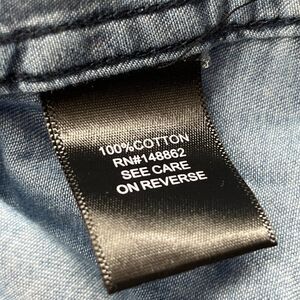 100%COTTON
RN#148862
SEE CARE
ON REVERSE